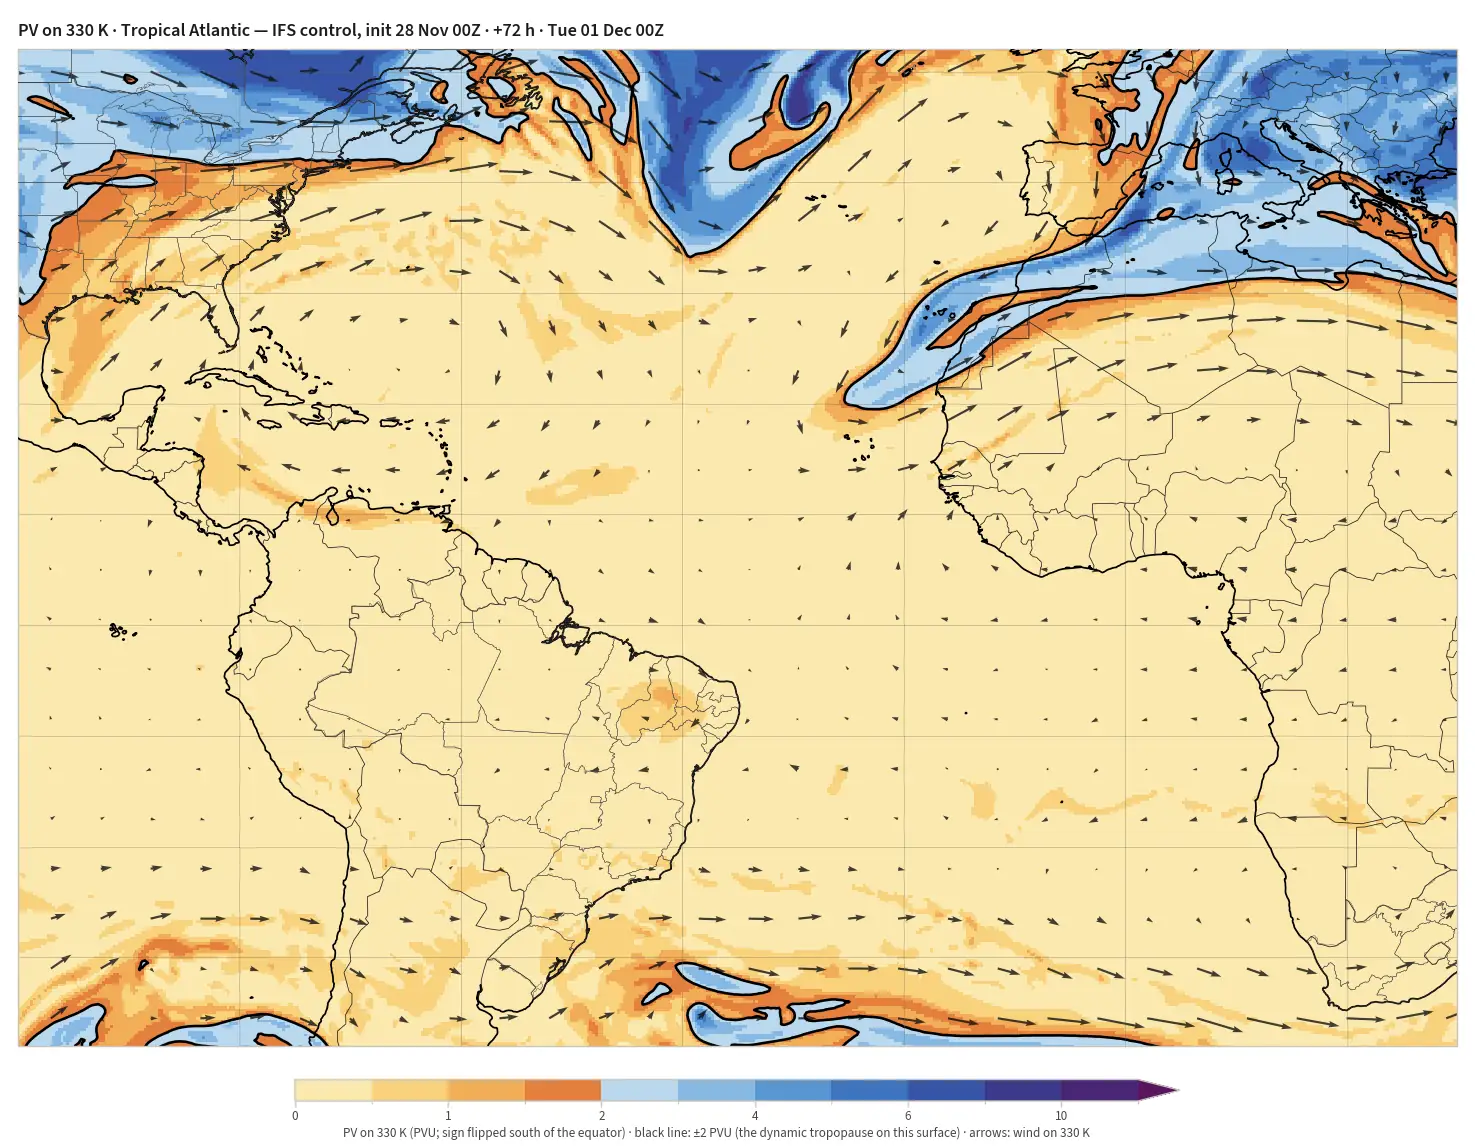 PV on 330 K · Tropical Atlantic — IFS control, init 28 Nov 00Z · +72 h · Tue 01 Dec 00Z
0 1 2 4 6 8 10
PV on 330 K (PVU; sign flipped south of the equator) · black line: ±2 PVU (the dynamic tropopause on this surface) · arrows: wind on 330 K